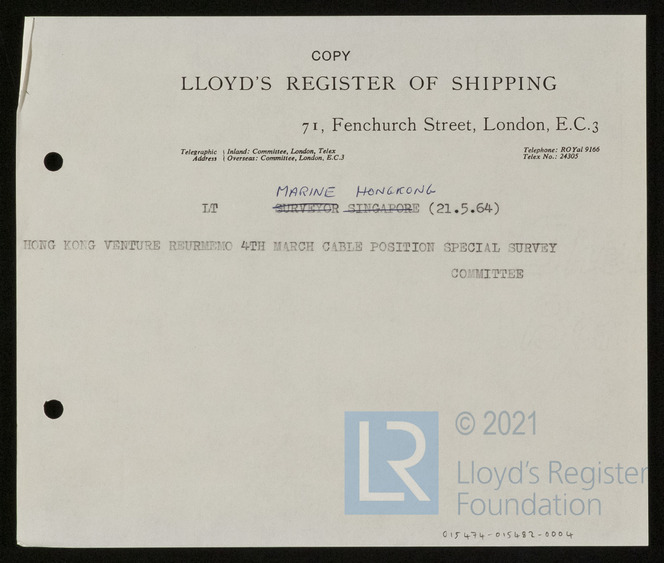 COPY
LLOYD'S REGISTER OF SHIPPING
71, Fenchurch Street, London, E.C.3
Telegraphic Address { Inland: Committee, London, Telex
Overseas: Committee, London, E.C.3
Telephone: ROYal 9166
Telex No.: 24305
MARINE HONGKONG
LT SURVEYOR SINGAPORE (21.5.64)
HONG KONG VENTURE REURMEMO 4TH MARCH CABLE POSITION SPECIAL SURVEY
COMMITTEE
LR
© 2021
Lloyd's Register
Foundation
015474-015482-0004